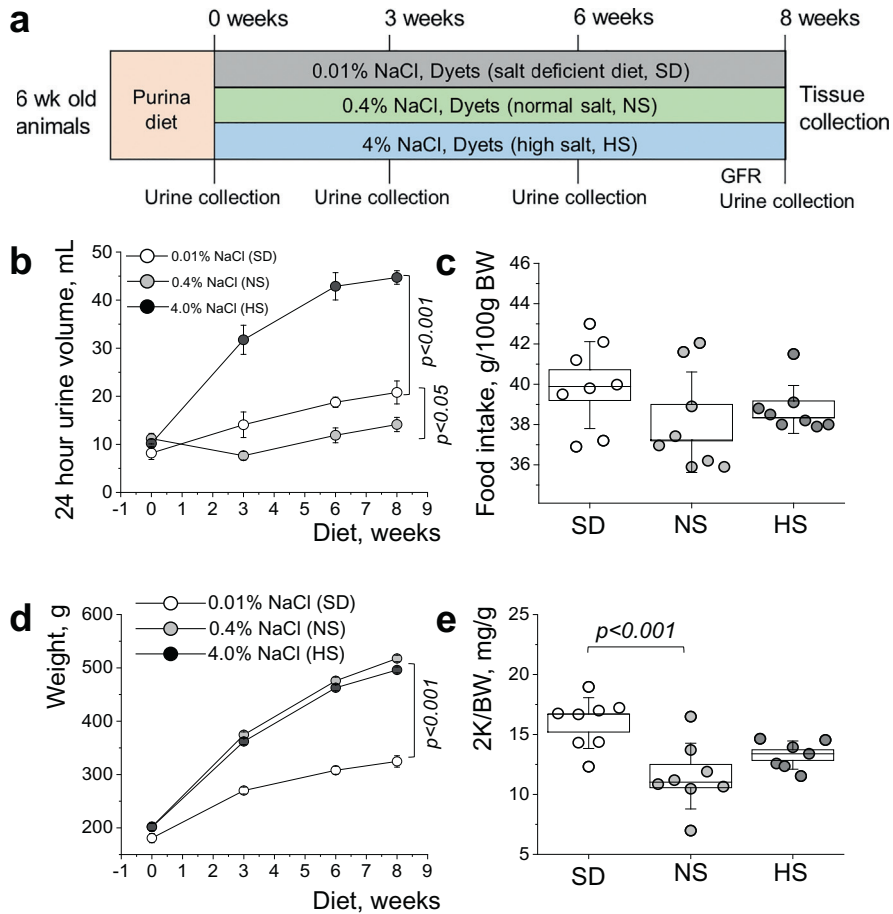 a
0 weeks
3 weeks
6 weeks
8 weeks
6 wk old
animals
Purina
diet
0.01% NaCl, Dyets (salt deficient diet, SD)
0.4% NaCl, Dyets (normal salt, NS)
4% NaCl, Dyets (high salt, HS)
Tissue
collection
Urine collection
Urine collection
Urine collection
GFR
Urine collection
b
24 hour urine volume, mL
50
40
30
20
10
0
0.01% NaCl (SD)
0.4% NaCl (NS)
4.0% NaCl (HS)
p<0.001
p<0.05
-1 0 1 2 3 4 5 6 7 8 9
Diet, weeks
c
Food intake, g/100g BW
46
44
42
40
38
36
SD NS HS
d
Weight, g
600
500
400
300
200
0.01% NaCl (SD)
0.4% NaCl (NS)
4.0% NaCl (HS)
p<0.001
-1 0 1 2 3 4 5 6 7 8 9
Diet, weeks
e
2K/BW, mg/g
25
20
15
10
5
p<0.001
SD NS HS